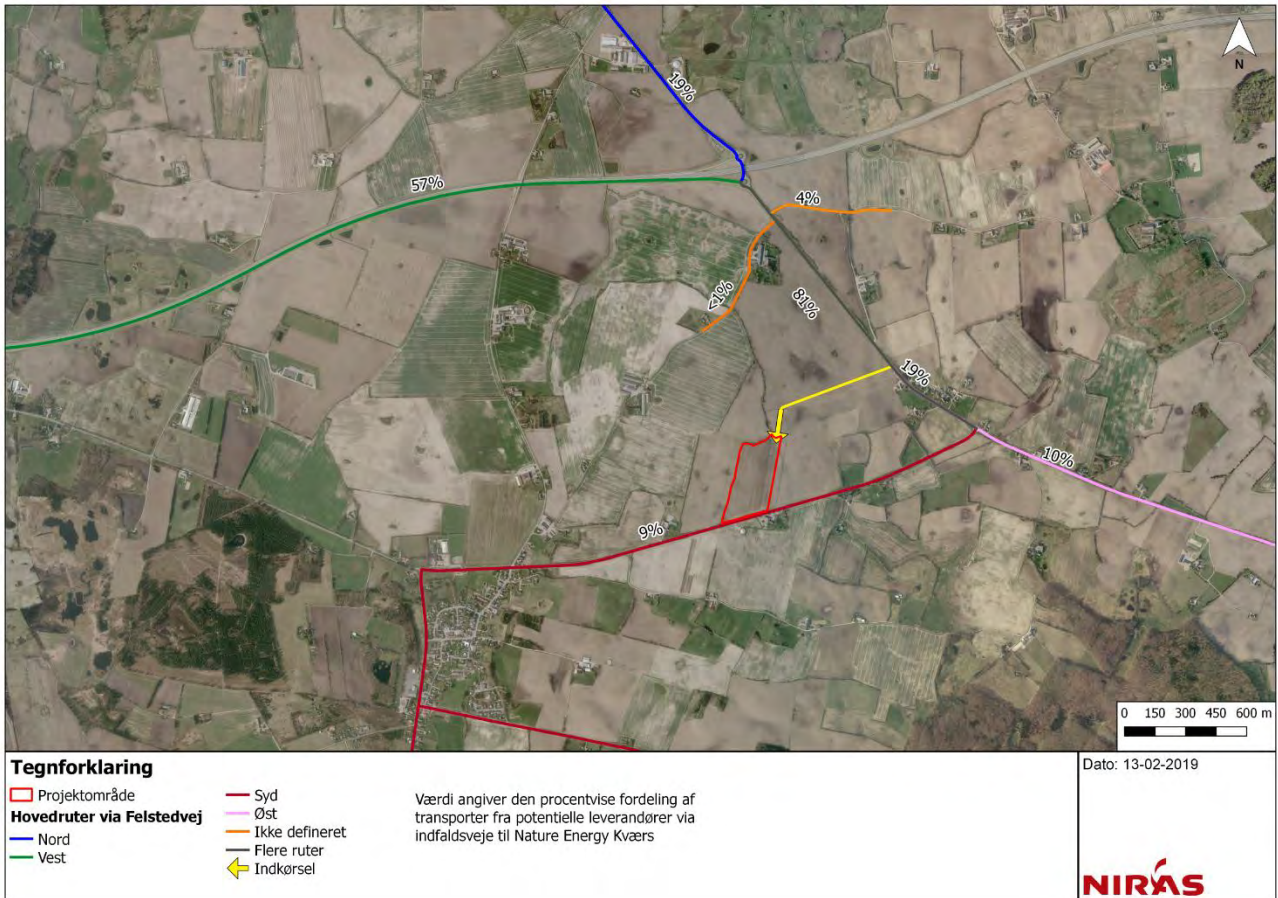 N
19%
57%
4%
<1%
81%
19%
10%
9%
0 150 300 450 600 m
Tegnforklaring
Projektområde
Hovedruter via Felstedvej
Nord
Vest
Syd
Øst
Ikke defineret
Flere ruter
Indkørsel
Værdi angiver den procentvise fordeling af
transporter fra potentielle leverandører via
indfaldsveje til Nature Energy Kværs
Dato: 13-02-2019
NIRAS